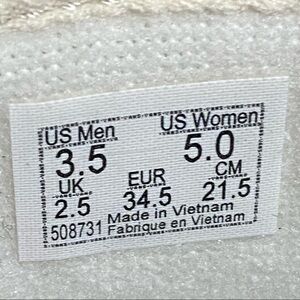 US Men US Women
3.5 5.0
UK EUR CM
2.5 34.5 21.5
508731 Made in Vietnam
Fabrique en Vietnam